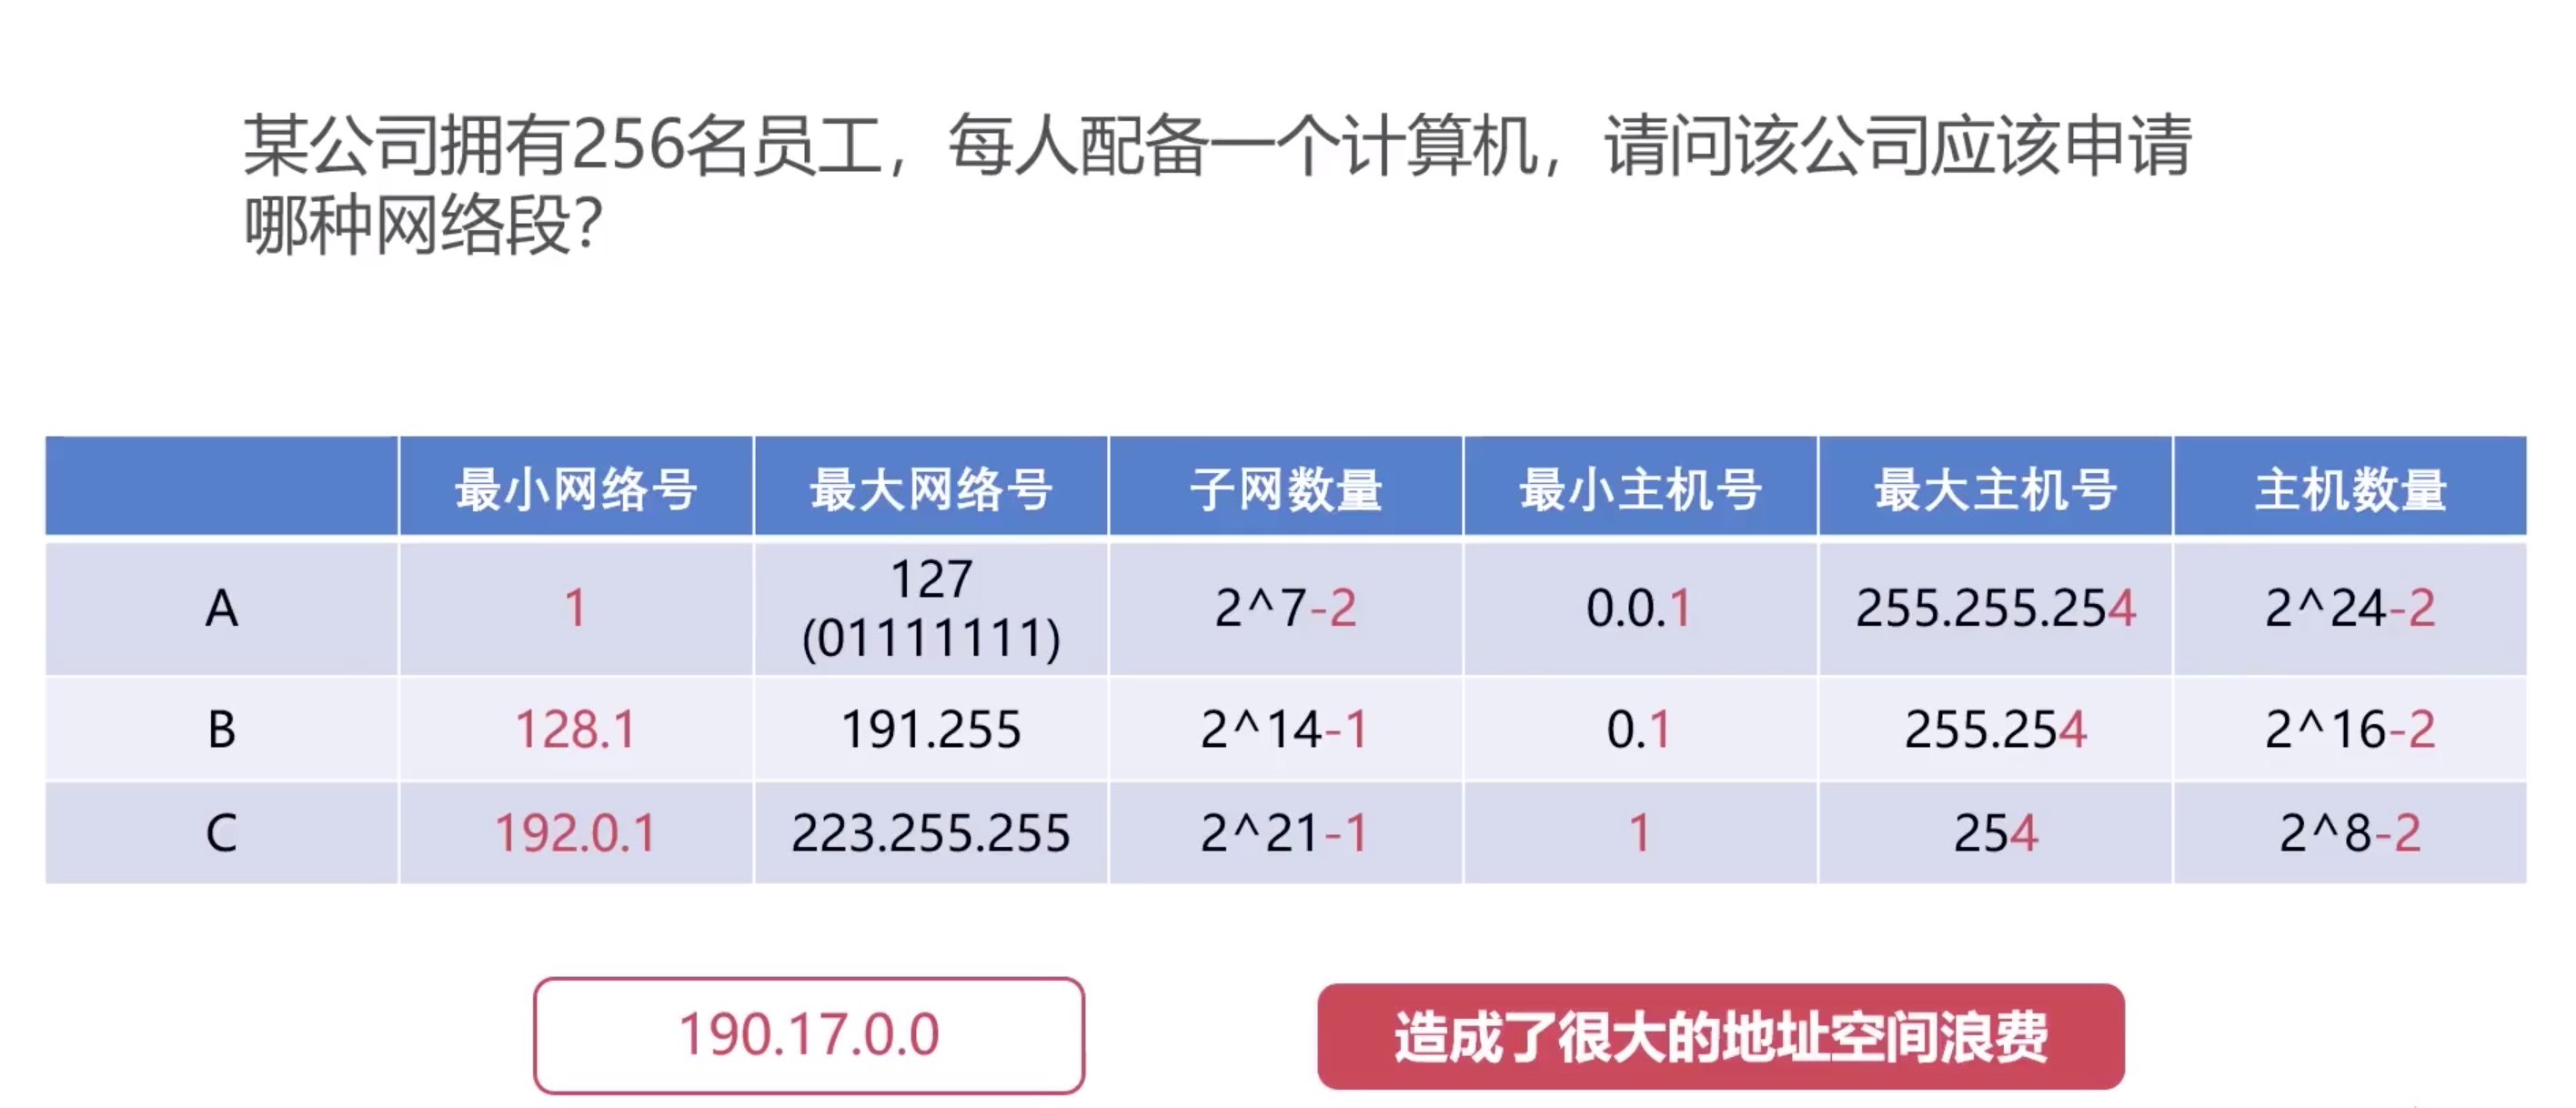 某公司拥有256名员工，每人配备一个计算机，请问该公司应该申请
哪种网络段？
最小网络号 最大网络号 子网数量 最小主机号 最大主机号 主机数量
A 1 127 (01111111) 2^7-2 0.0.1 255.255.254 2^24-2
B 128.1 191.255 2^14-1 0.1 255.254 2^16-2
C 192.0.1 223.255.255 2^21-1 1 254 2^8-2
190.17.0.0
造成了很大的地址空间浪费